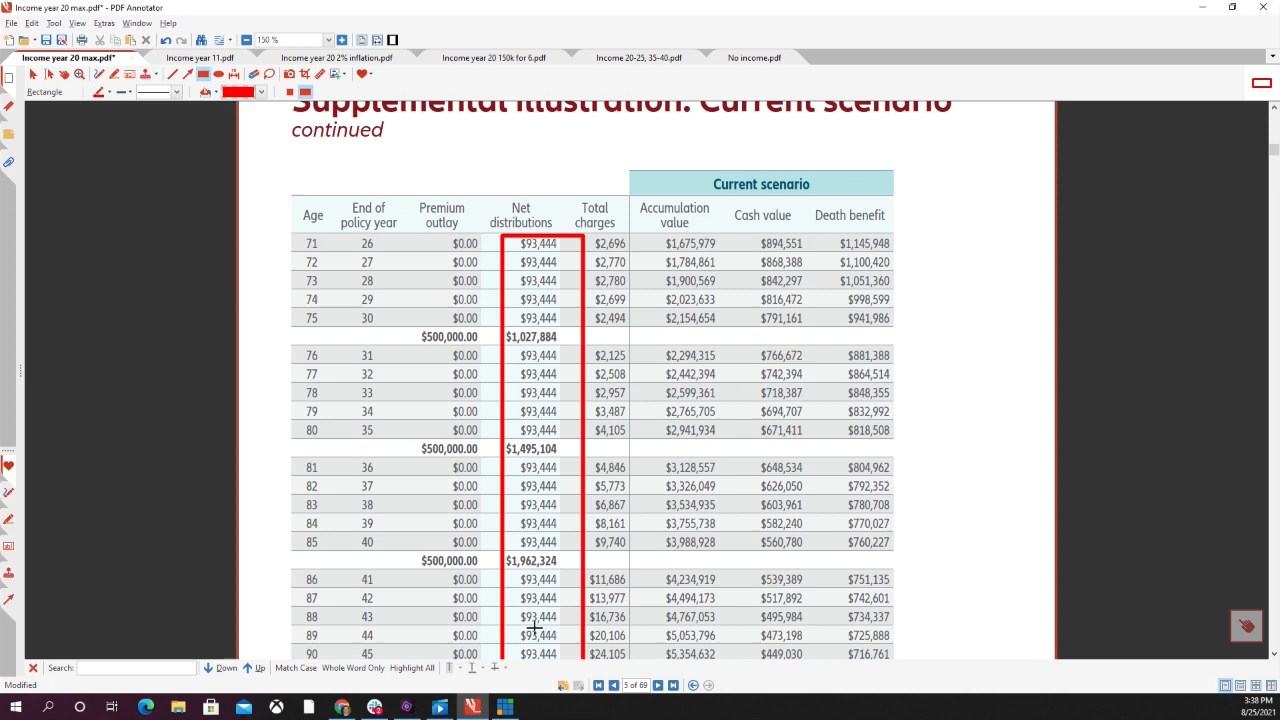 Income year 20 max.pdf* - PDF Annotator
File Edit Tool View Extras Window Help
150 %
Income year 20 max.pdf* Income year 11.pdf Income year 20 2% inflation.pdf Income year 20 150k for 6.pdf Income 20-25, 35-40.pdf No income.pdf
Rectangle
Supplemental illustration: Current scenario
continued
Current scenario
Age End of policy year Premium outlay Net distributions Total charges Accumulation value Cash value Death benefit
71 26 $0.00 $93,444 $2,696 $1,675,979 $894,551 $1,145,948
72 27 $0.00 $93,444 $2,770 $1,784,861 $868,388 $1,100,420
73 28 $0.00 $93,444 $2,780 $1,900,569 $842,297 $1,051,360
74 29 $0.00 $93,444 $2,699 $2,023,633 $816,472 $998,599
75 30 $0.00 $93,444 $2,494 $2,154,654 $791,161 $941,986
$500,000.00 $1,027,884
76 31 $0.00 $93,444 $2,125 $2,294,315 $766,672 $881,388
77 32 $0.00 $93,444 $2,508 $2,442,394 $742,394 $864,514
78 33 $0.00 $93,444 $2,957 $2,599,361 $718,387 $848,355
79 34 $0.00 $93,444 $3,487 $2,765,705 $694,707 $832,992
80 35 $0.00 $93,444 $4,105 $2,941,934 $671,411 $818,508
$500,000.00 $1,495,104
81 36 $0.00 $93,444 $4,846 $3,128,557 $648,534 $804,962
82 37 $0.00 $93,444 $5,773 $3,326,049 $626,050 $792,352
83 38 $0.00 $93,444 $6,867 $3,534,935 $603,961 $780,708
84 39 $0.00 $93,444 $8,161 $3,755,738 $582,240 $770,027
85 40 $0.00 $93,444 $9,740 $3,988,928 $560,780 $760,227
$500,000.00 $1,962,324
86 41 $0.00 $93,444 $11,686 $4,234,919 $539,389 $751,135
87 42 $0.00 $93,444 $13,977 $4,494,173 $517,892 $742,601
88 43 $0.00 $93,444 $16,736 $4,767,053 $495,984 $734,337
89 44 $0.00 $93,444 $20,106 $5,053,796 $473,198 $725,888
90 45 $0.00 $93,444 $24,105 $5,354,632 $449,030 $716,761
Search: Down Up Match Case Whole Word Only Highlight All
Modified
5 of 69
3:38 PM
8/25/2021